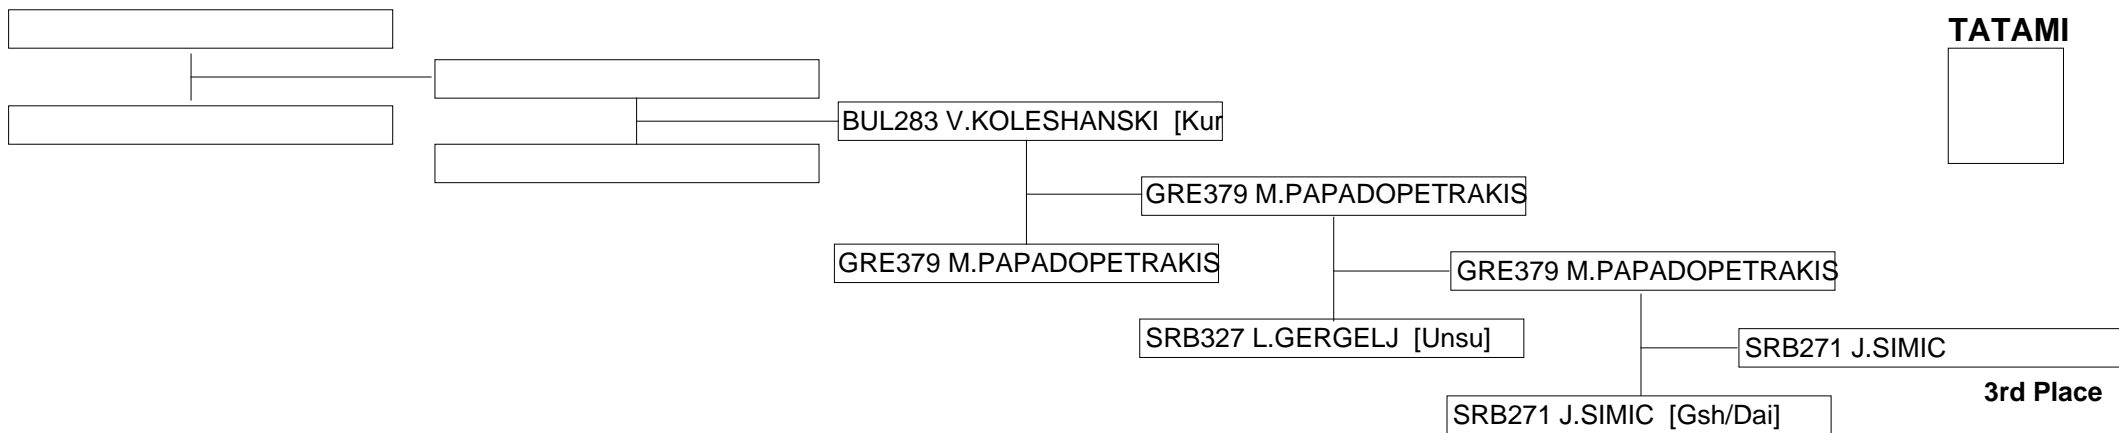 TATAMI
BUL283 V.KOLESHANSKI [Kur
GRE379 M.PAPADOPETRAKIS
GRE379 M.PAPADOPETRAKIS
GRE379 M.PAPADOPETRAKIS
SRB327 L.GERGELJ [Unsu]
SRB271 J.SIMIC
3rd Place
SRB271 J.SIMIC [Gsh/Dai]